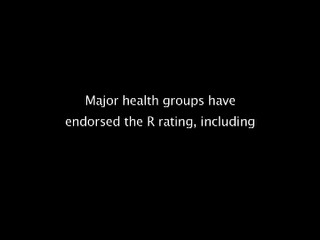 Major health groups have
endorsed the R rating, including